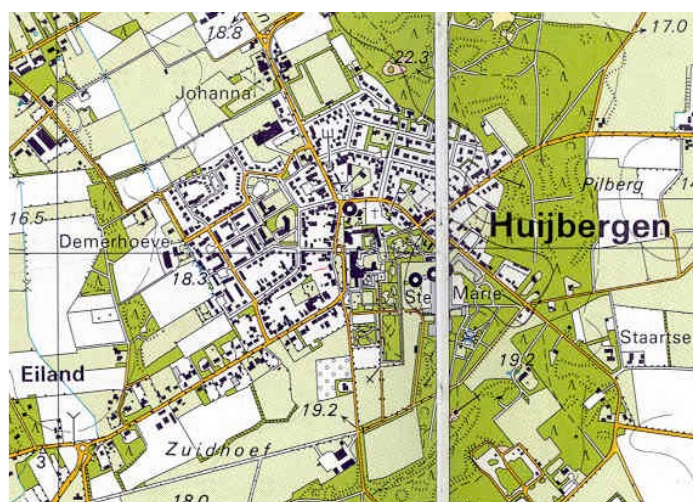 18.8
17.0
22.3
Johanna
Pilberg
16.5
Huijbergen
Demerhoeve
18.3
Ste Marie
Staartse
Eiland
19.2
19.2
Zuidhoef
3
18.0